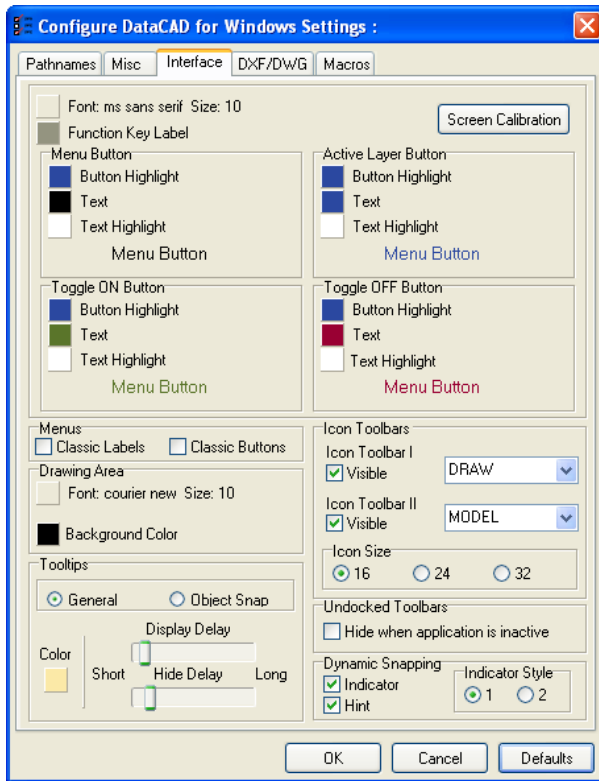 Configure DataCAD for Windows Settings :
Pathnames Misc Interface DXF/DWG Macros
Font: ms sans serif Size: 10
Function Key Label
Screen Calibration
Menu Button
Button Highlight
Text
Text Highlight
Menu Button
Active Layer Button
Button Highlight
Text
Text Highlight
Menu Button
Toggle ON Button
Button Highlight
Text
Text Highlight
Menu Button
Toggle OFF Button
Button Highlight
Text
Text Highlight
Menu Button
Menus
Classic Labels Classic Buttons
Drawing Area
Font: courier new Size: 10
Background Color
Tooltips
General Object Snap
Display Delay
Color
Short Hide Delay Long
Icon Toolbars
Icon Toolbar I
Visible DRAW
Icon Toolbar II
Visible MODEL
Icon Size
16 24 32
Undocked Toolbars
Hide when application is inactive
Dynamic Snapping
Indicator
Hint
Indicator Style
1 2
OK Cancel Defaults